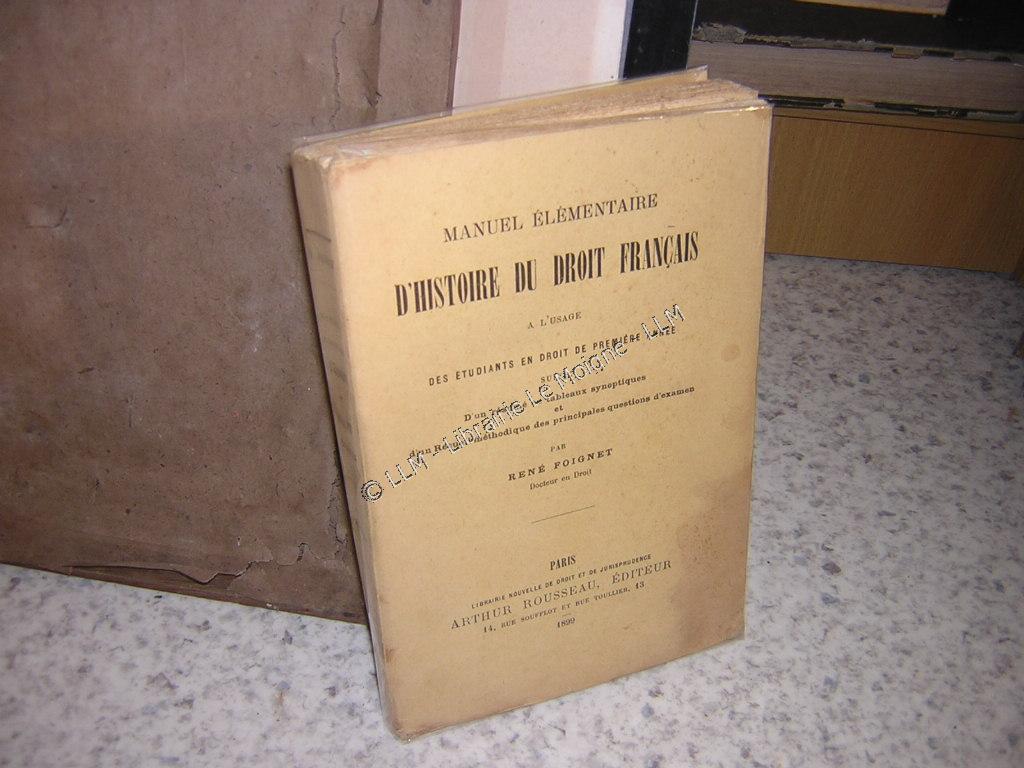 MANUEL ÉLÉMENTAIRE
D'HISTOIRE DU DROIT FRANÇAIS
A L'USAGE
DES ÉTUDIANTS EN DROIT DE PREMIÈRE ANNÉE
D'un tableaux synoptiques
et
d'un méthodique des principales questions d'examen
PAR
RENÉ FOIGNET
Docteur en Droit
PARIS
LIBRAIRIE NOUVELLE DE DROIT ET DE JURISPRUDENCE
ARTHUR ROUSSEAU, ÉDITEUR
14, RUE SOUFFLOT ET RUE TOULLIER, 13
1899
© LLM - Librairie Le Moigne - LLM